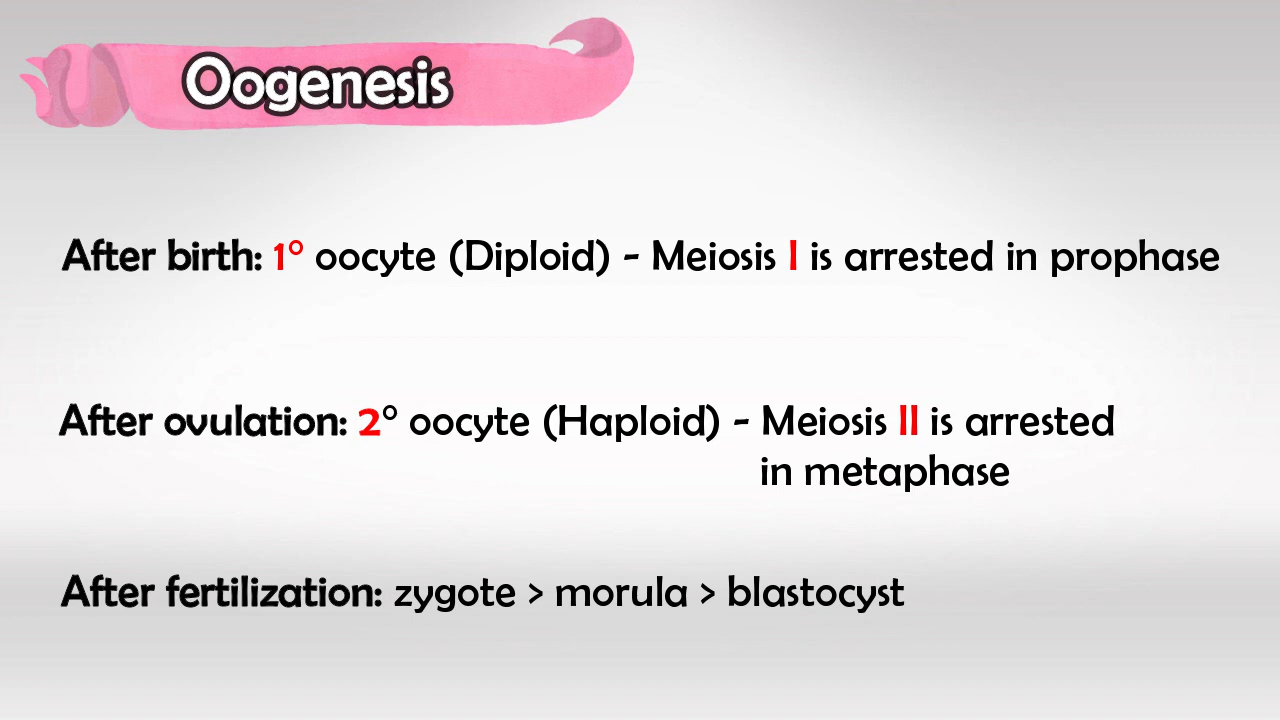 Oogenesis
After birth: 1° oocyte (Diploid) - Meiosis I is arrested in prophase
After ovulation: 2° oocyte (Haploid) - Meiosis II is arrested
in metaphase
After fertilization: zygote > morula > blastocyst